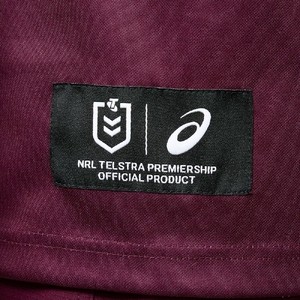 NRL TELSTRA PREMIERSHIP
OFFICIAL PRODUCT